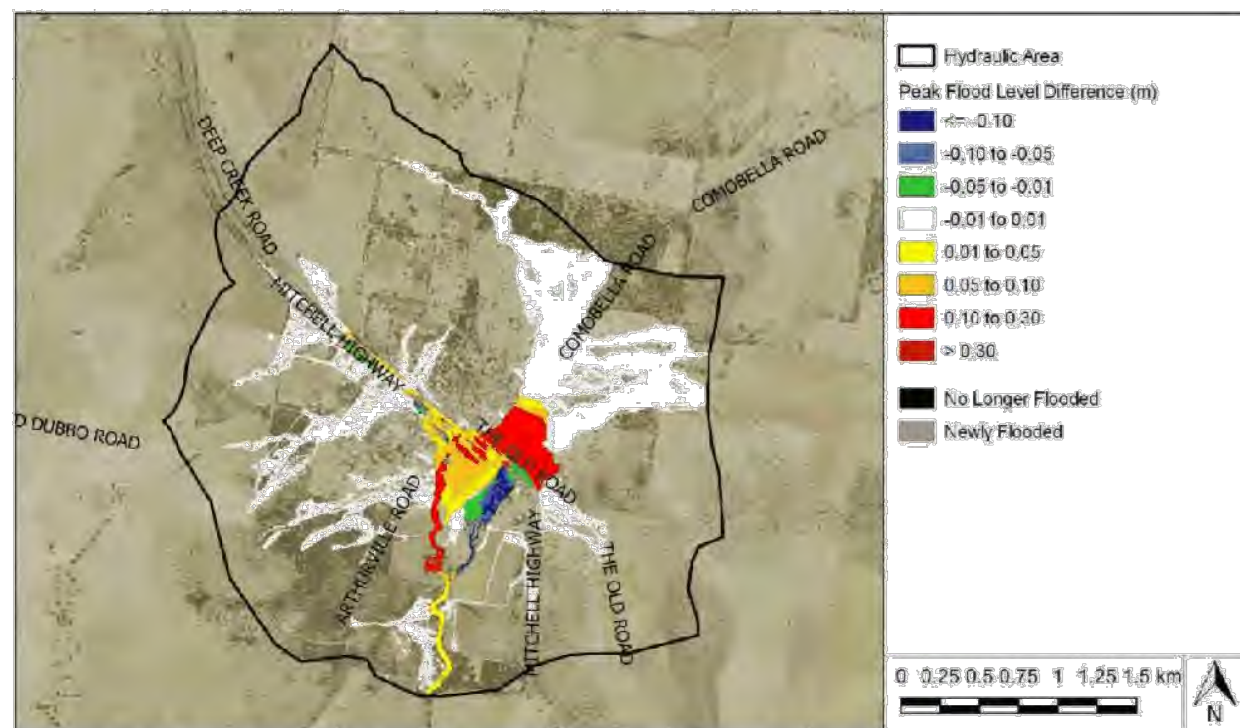 Hydraulic Area
Peak Flood Level Difference (m)
<= -0.10
-0.10 to -0.05
-0.05 to -0.01
-0.01 to 0.01
0.01 to 0.05
0.05 to 0.10
0.10 to 0.30
> 0.30
No Longer Flooded
Newly Flooded
DEEP CREEK ROAD
COMOBELLA ROAD
COMOBELLA ROAD
MITCHELL HIGHWAY
D DUBBO ROAD
ROAD
ARTHURVILLE ROAD
MITCHELL HIGHWAY
THE OLD ROAD
0 0.25 0.5 0.75 1 1.25 1.5 km
N